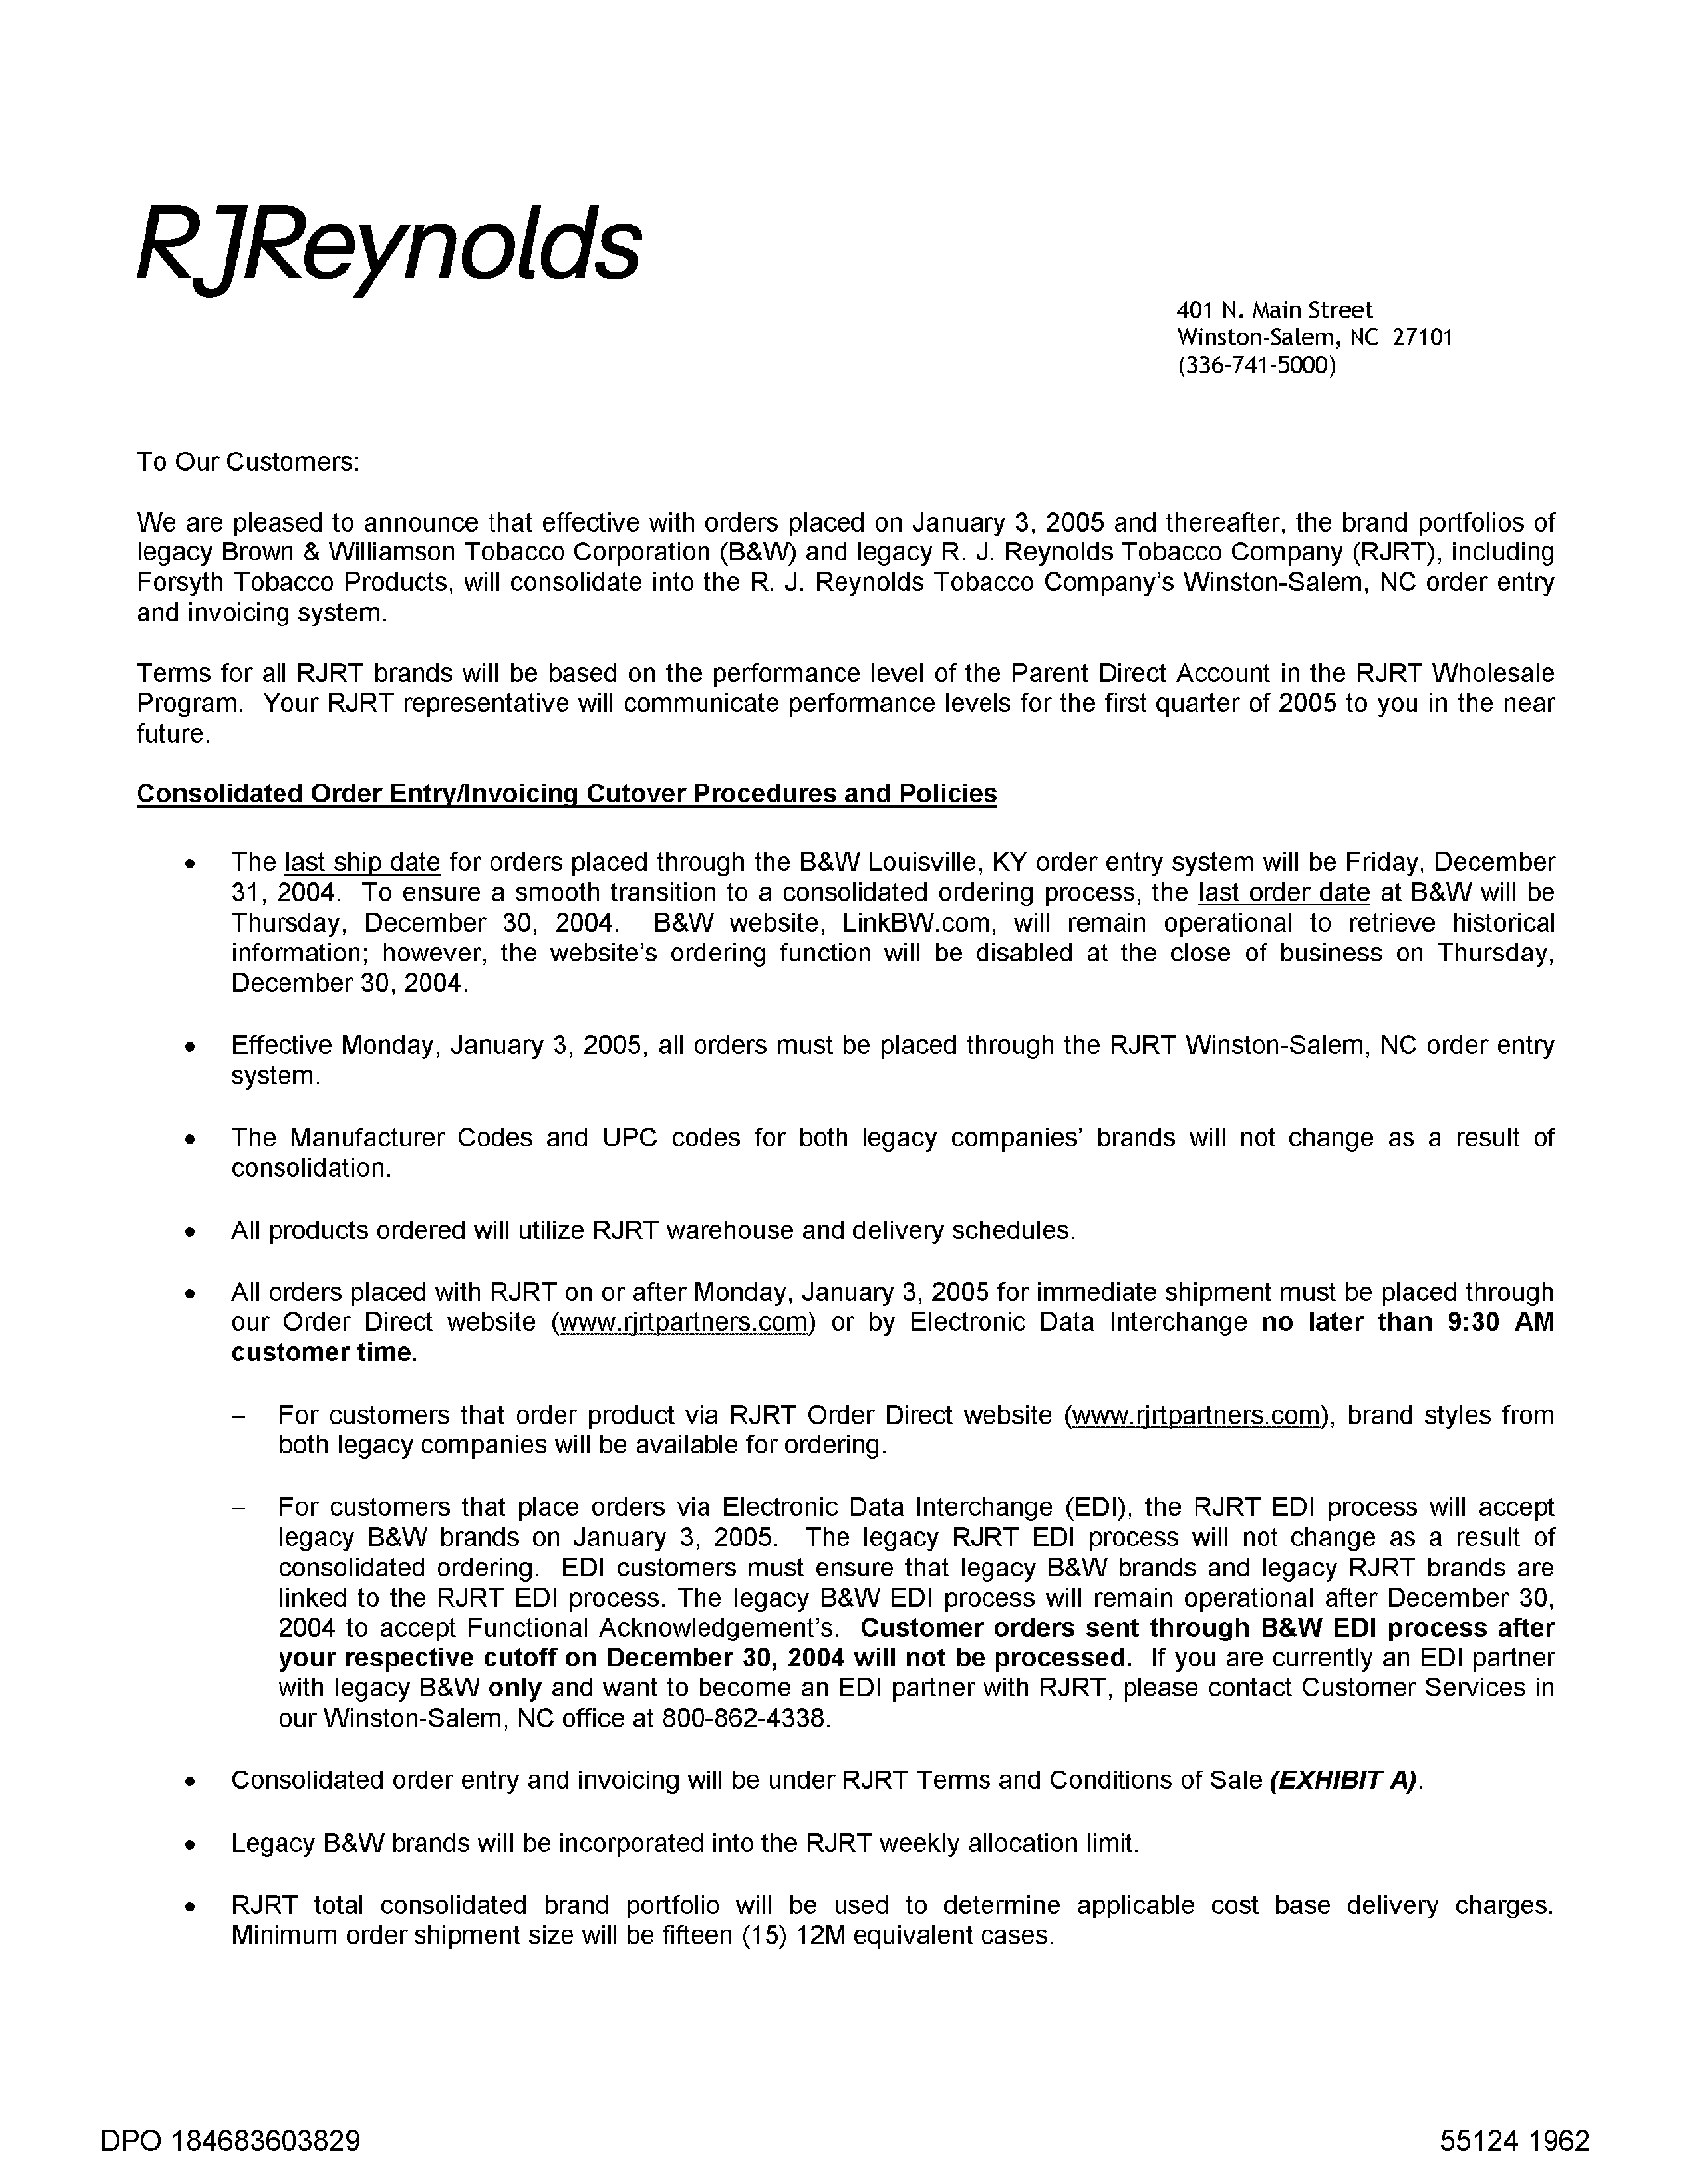 RJReynolds
401 N. Main Street
Winston-Salem, NC 27101
(336-741-5000)
To Our Customers:
We are pleased to announce that effective with orders placed on January 3, 2005 and thereafter, the brand portfolios of
legacy Brown & Williamson Tobacco Corporation (B&W) and legacy R. J. Reynolds Tobacco Company (RJRT), including
Forsyth Tobacco Products, will consolidate into the R. J. Reynolds Tobacco Company's Winston-Salem, NC order entry
and invoicing system.
Terms for all RJRT brands will be based on the performance level of the Parent Direct Account in the RJRT Wholesale
Program. Your RJRT representative will communicate performance levels for the first quarter of 2005 to you in the near
future.
Consolidated Order Entry/Invoicing Cutover Procedures and Policies
• The last ship date for orders placed through the B&W Louisville, KY order entry system will be Friday, December
31, 2004. To ensure a smooth transition to a consolidated ordering process, the last order date at B&W will be
Thursday, December 30, 2004. B&W website, LinkBW.com, will remain operational to retrieve historical
information; however, the website's ordering function will be disabled at the close of business on Thursday,
December 30, 2004.
• Effective Monday, January 3, 2005, all orders must be placed through the RJRT Winston-Salem, NC order entry
system.
• The Manufacturer Codes and UPC codes for both legacy companies' brands will not change as a result of
consolidation.
• All products ordered will utilize RJRT warehouse and delivery schedules.
• All orders placed with RJRT on or after Monday, January 3, 2005 for immediate shipment must be placed through
our Order Direct website (www.rjrtpartners.com) or by Electronic Data Interchange no later than 9:30 AM
customer time.
– For customers that order product via RJRT Order Direct website (www.rjrtpartners.com), brand styles from
both legacy companies will be available for ordering.
– For customers that place orders via Electronic Data Interchange (EDI), the RJRT EDI process will accept
legacy B&W brands on January 3, 2005. The legacy RJRT EDI process will not change as a result of
consolidated ordering. EDI customers must ensure that legacy B&W brands and legacy RJRT brands are
linked to the RJRT EDI process. The legacy B&W EDI process will remain operational after December 30,
2004 to accept Functional Acknowledgement's. Customer orders sent through B&W EDI process after
your respective cutoff on December 30, 2004 will not be processed. If you are currently an EDI partner
with legacy B&W only and want to become an EDI partner with RJRT, please contact Customer Services in
our Winston-Salem, NC office at 800-862-4338.
• Consolidated order entry and invoicing will be under RJRT Terms and Conditions of Sale (EXHIBIT A).
• Legacy B&W brands will be incorporated into the RJRT weekly allocation limit.
• RJRT total consolidated brand portfolio will be used to determine applicable cost base delivery charges.
Minimum order shipment size will be fifteen (15) 12M equivalent cases.
DPO 184683603829
55124 1962